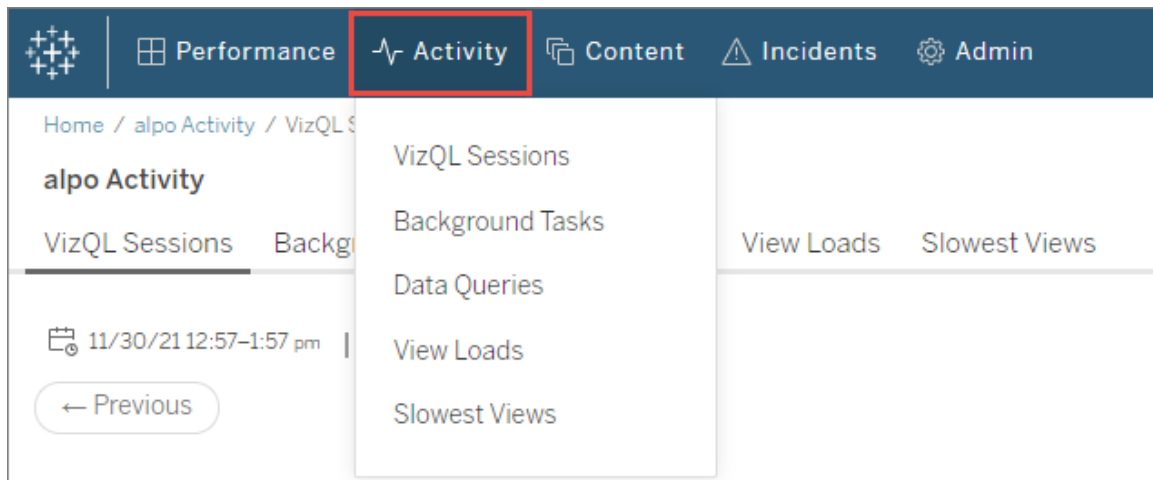 Performance Activity Content Incidents Admin
Home / alpo Activity / VizQL
alpo Activity
VizQL Sessions View Loads Slowest Views
11/30/21 12:57–1:57 pm |
← Previous
VizQL Sessions
Background Tasks
Data Queries
View Loads
Slowest Views